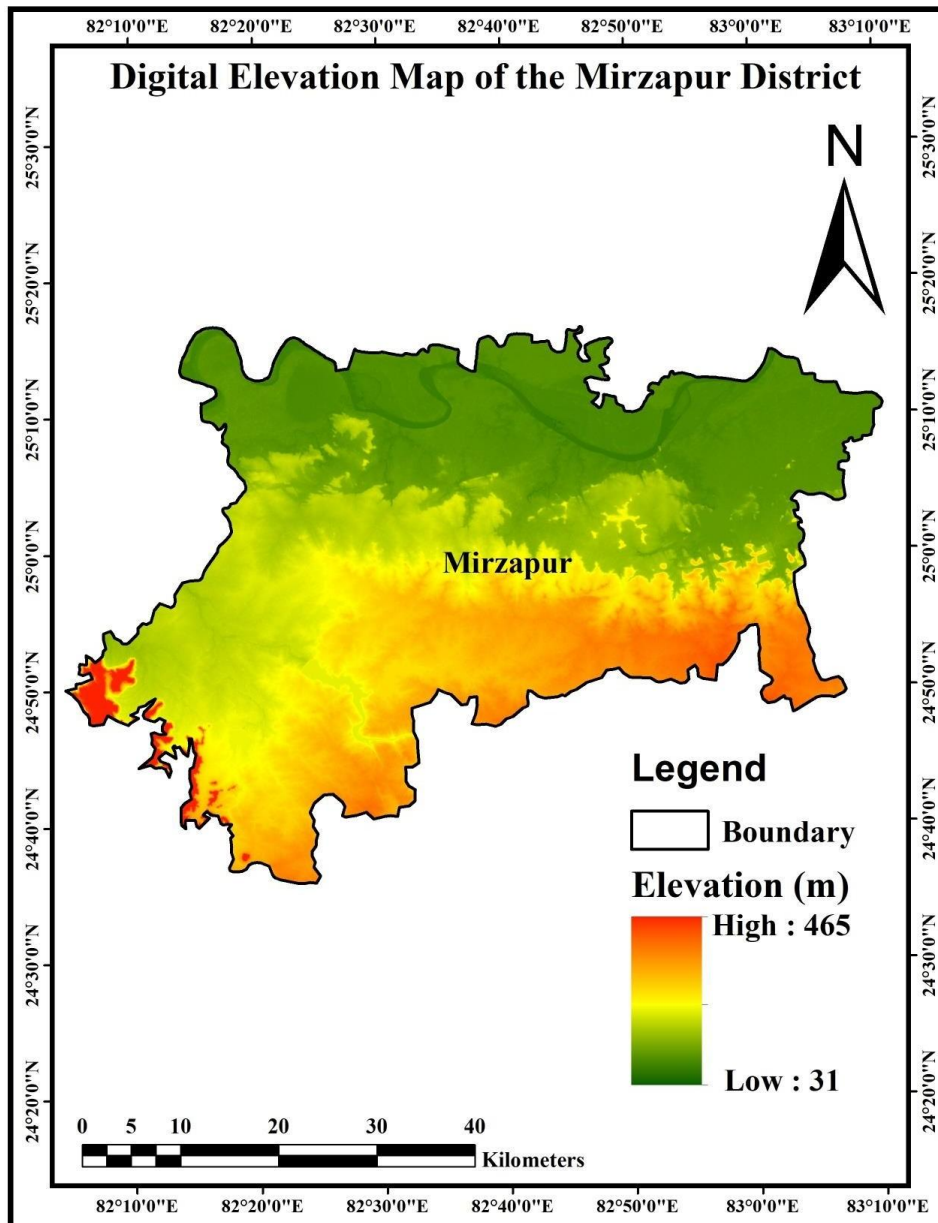 82°10'0"E 82°20'0"E 82°30'0"E 82°40'0"E 82°50'0"E 83°0'0"E 83°10'0"E
Digital Elevation Map of the Mirzapur District
N
25°30'0"N 25°30'0"N
25°20'0"N 25°20'0"N
25°10'0"N 25°10'0"N
25°0'0"N 25°0'0"N
Mirzapur
24°50'0"N 24°50'0"N
Legend
24°40'0"N 24°40'0"N
Boundary
Elevation (m)
High : 465
24°30'0"N 24°30'0"N
Low : 31
24°20'0"N 24°20'0"N
0 5 10 20 30 40
Kilometers
82°10'0"E 82°20'0"E 82°30'0"E 82°40'0"E 82°50'0"E 83°0'0"E 83°10'0"E